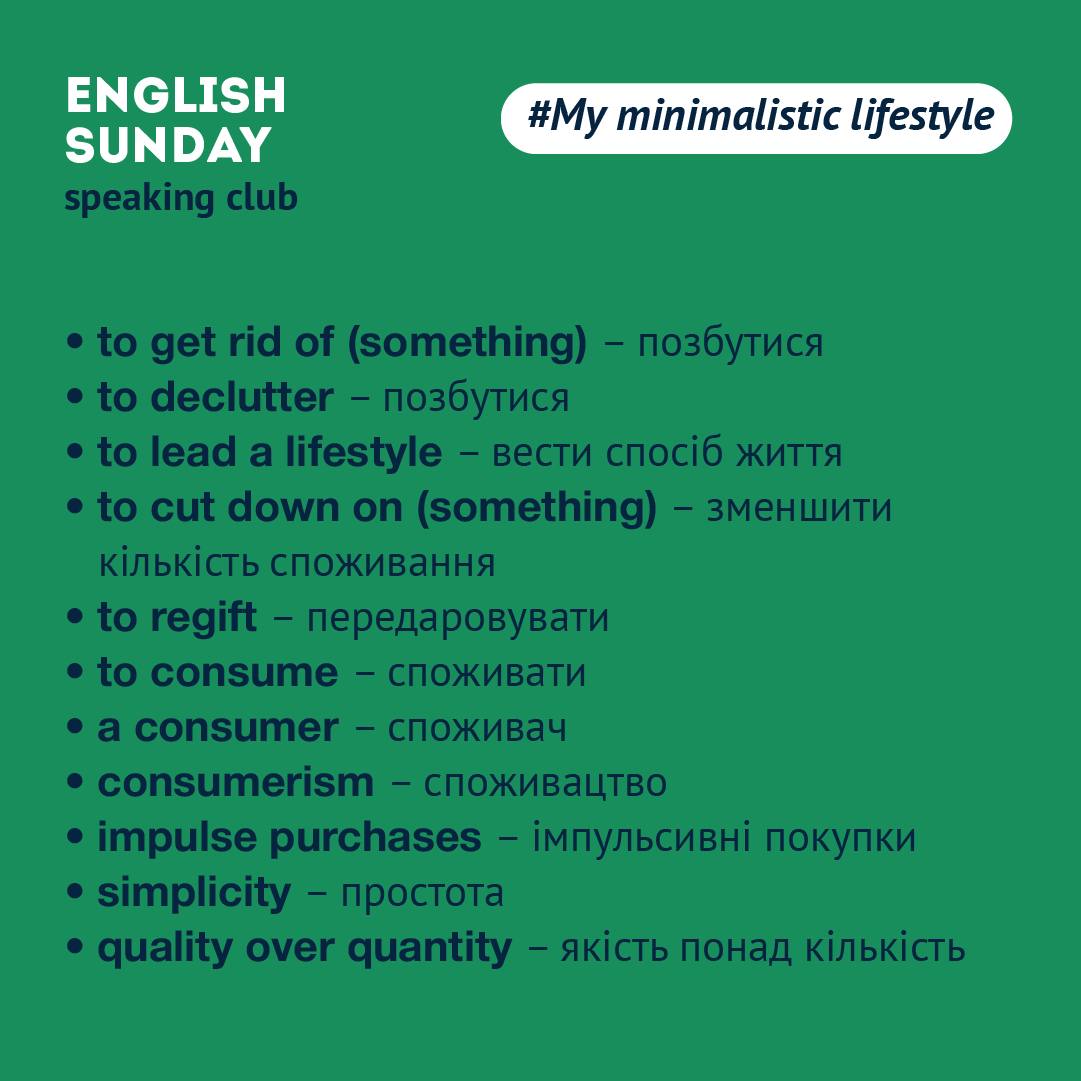 ENGLISH
SUNDAY
speaking club
#My minimalistic lifestyle
• to get rid of (something) – позбутися
• to declutter – позбутися
• to lead a lifestyle – вести спосіб життя
• to cut down on (something) – зменшити
кількість споживання
• to regift – передаровувати
• to consume – споживати
• a consumer – споживач
• consumerism – споживацтво
• impulse purchases – імпульсивні покупки
• simplicity – простота
• quality over quantity – якість понад кількість